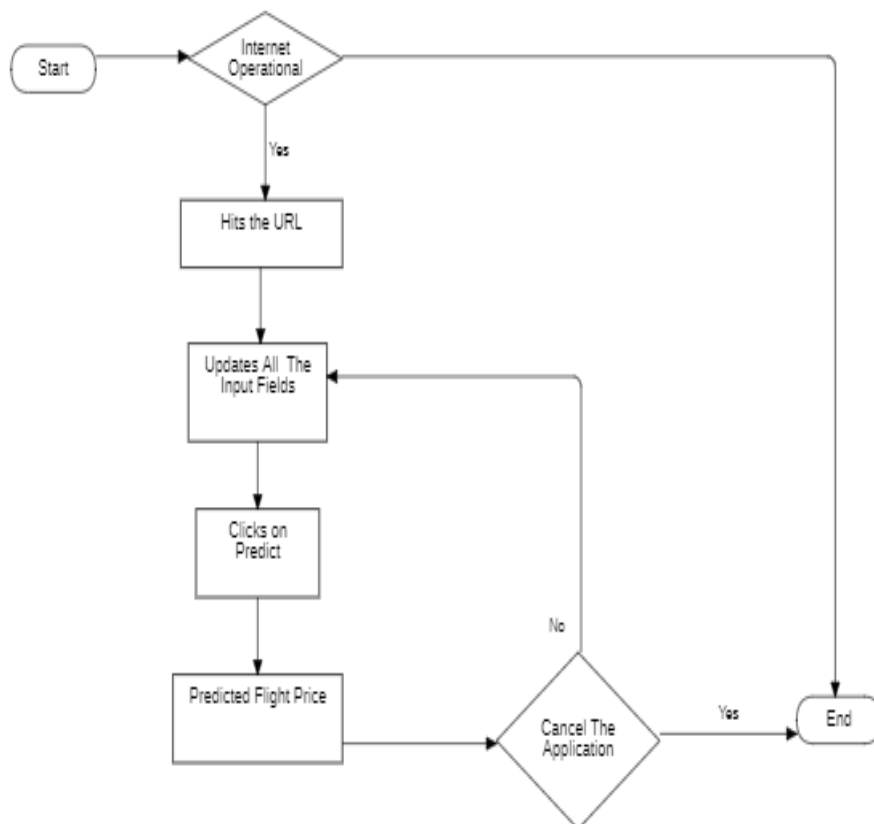 Internet
Operational
Start
Yes
Hits the URL
Updates All The
Input Fields
Clicks on
Predict
No
Predicted Flight Price
Cancel The
Application
Yes
End